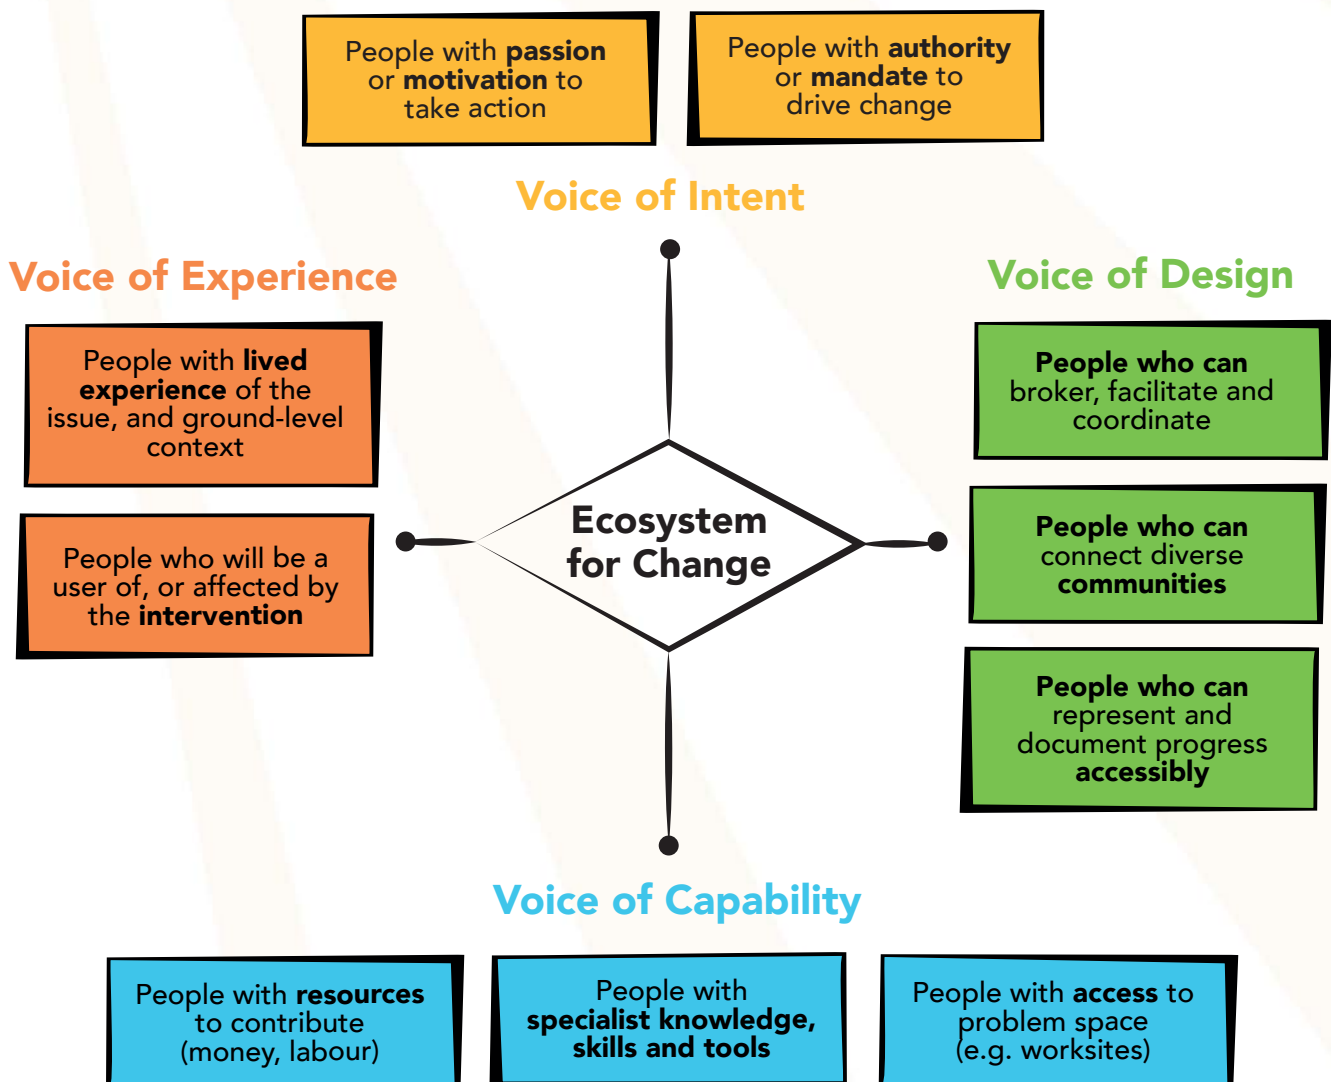 People with passion
or motivation to
take action
People with authority
or mandate to
drive change
Voice of Intent
Voice of Experience
People with lived
experience of the
issue, and ground-level
context
People who will be a
user of, or affected by
the intervention
Ecosystem
for Change
Voice of Design
People who can
broker, facilitate and
coordinate
People who can
connect diverse
communities
People who can
represent and
document progress
accessibly
Voice of Capability
People with resources
to contribute
(money, labour)
People with
specialist knowledge,
skills and tools
People with access to
problem space
(e.g. worksites)